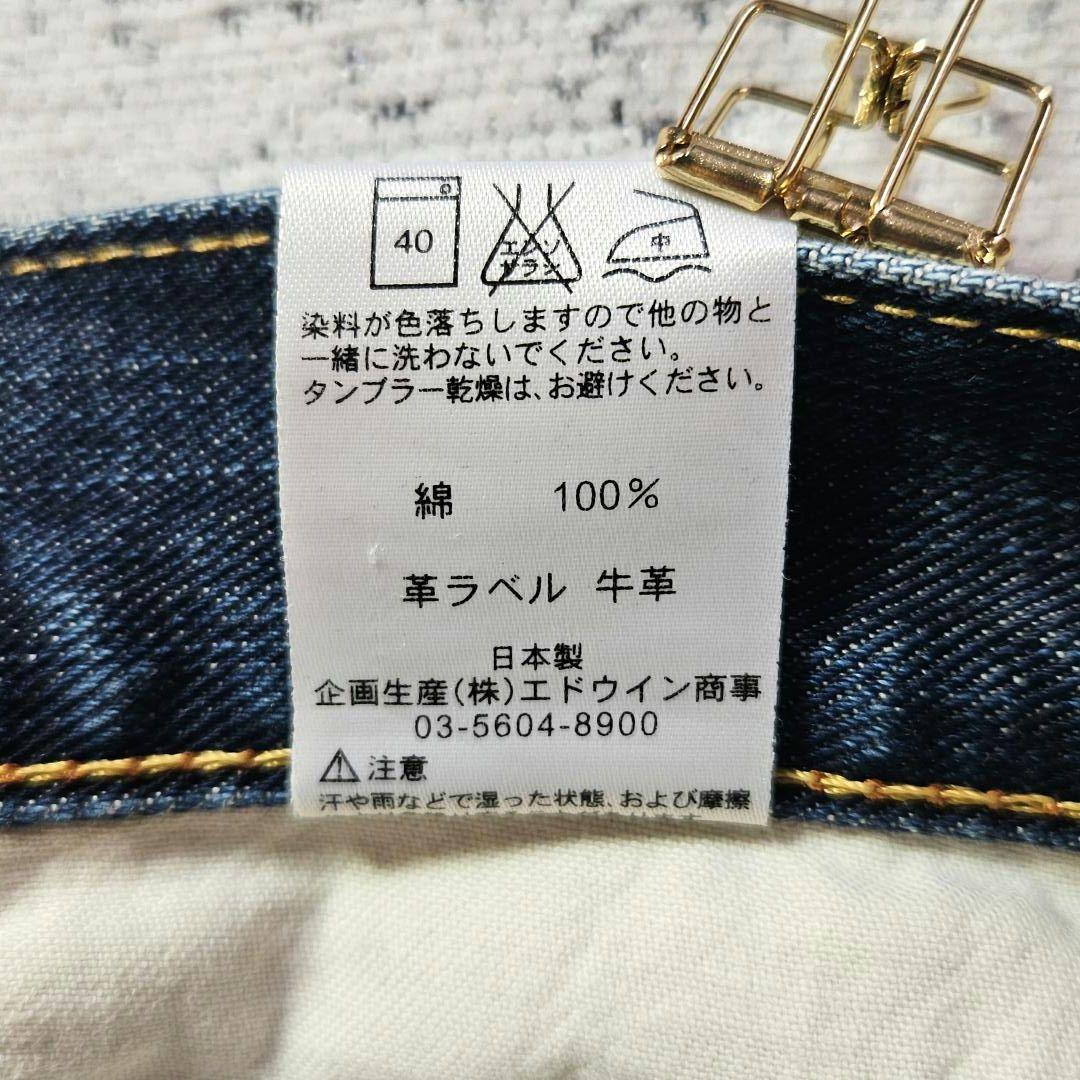 40
エンソ
サラシ
中
染料が色落ちしますので他の物と
一緒に洗わないでください。
タンブラー乾燥は、お避けください。
綿 100%
革ラベル 牛革
日本製
企画生産(株)エドウイン商事
03-5604-8900
⚠注意
汗や雨などで湿った状態、および摩擦